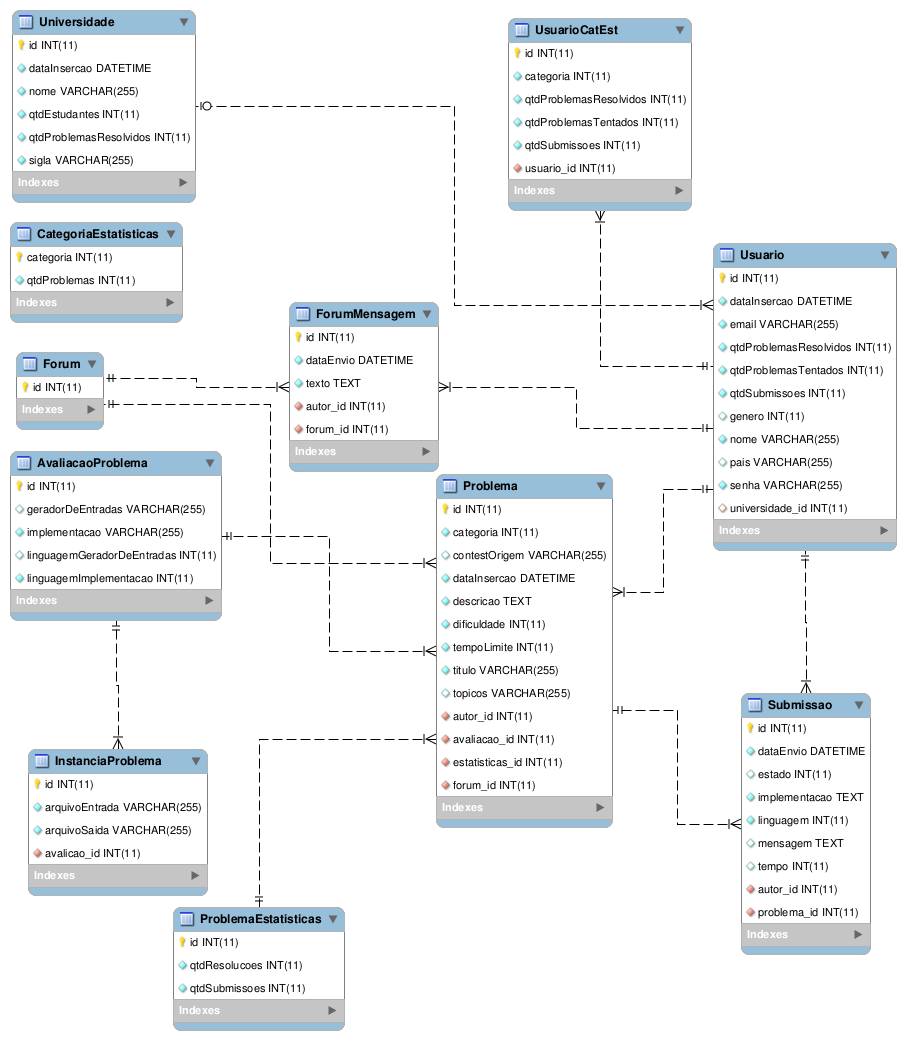 Universidade
id INT(11)
dataInsercao DATETIME
nome VARCHAR(255)
qtdEstudantes INT(11)
qtdProblemasResolvidos INT(11)
sigla VARCHAR(255)
Indexes
UsuarioCatEst
id INT(11)
categoria INT(11)
qtdProblemasResolvidos INT(11)
qtdProblemasTentados INT(11)
qtdSubmissoes INT(11)
usuario_id INT(11)
Indexes
CategoriaEstatisticas
categoria INT(11)
qtdProblemas INT(11)
Indexes
Usuario
id INT(11)
dataInsercao DATETIME
email VARCHAR(255)
qtdProblemasResolvidos INT(11)
qtdProblemasTentados INT(11)
qtdSubmissoes INT(11)
genero INT(11)
nome VARCHAR(255)
pais VARCHAR(255)
senha VARCHAR(255)
universidade_id INT(11)
Indexes
ForumMensagem
id INT(11)
dataEnvio DATETIME
texto TEXT
autor_id INT(11)
forum_id INT(11)
Indexes
Forum
id INT(11)
Indexes
AvaliacaoProblema
id INT(11)
geradorDeEntradas VARCHAR(255)
implementacao VARCHAR(255)
linguagemGeradorDeEntradas INT(11)
linguagemImplementacao INT(11)
Indexes
Problema
id INT(11)
categoria INT(11)
contestOrigem VARCHAR(255)
dataInsercao DATETIME
descricao TEXT
dificuldade INT(11)
tempoLimite INT(11)
titulo VARCHAR(255)
topicos VARCHAR(255)
autor_id INT(11)
avaliacao_id INT(11)
estatisticas_id INT(11)
forum_id INT(11)
Indexes
Submissao
id INT(11)
dataEnvio DATETIME
estado INT(11)
implementacao TEXT
linguagem INT(11)
mensagem TEXT
tempo INT(11)
autor_id INT(11)
problema_id INT(11)
Indexes
InstanciaProblema
id INT(11)
arquivoEntrada VARCHAR(255)
arquivoSaida VARCHAR(255)
avalicao_id INT(11)
Indexes
ProblemaEstatisticas
id INT(11)
qtdResolucoes INT(11)
qtdSubmissoes INT(11)
Indexes